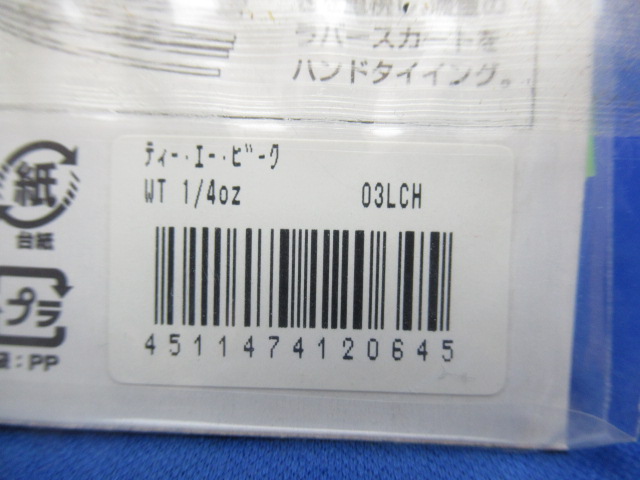 ラバースカートを
ハンドタイイング。
紙
台紙
プラ
:PP
ﾃｨｰ･ｴｰ･ﾋﾞｰｸ
WT 1/4oz 03LCH
4511474120645